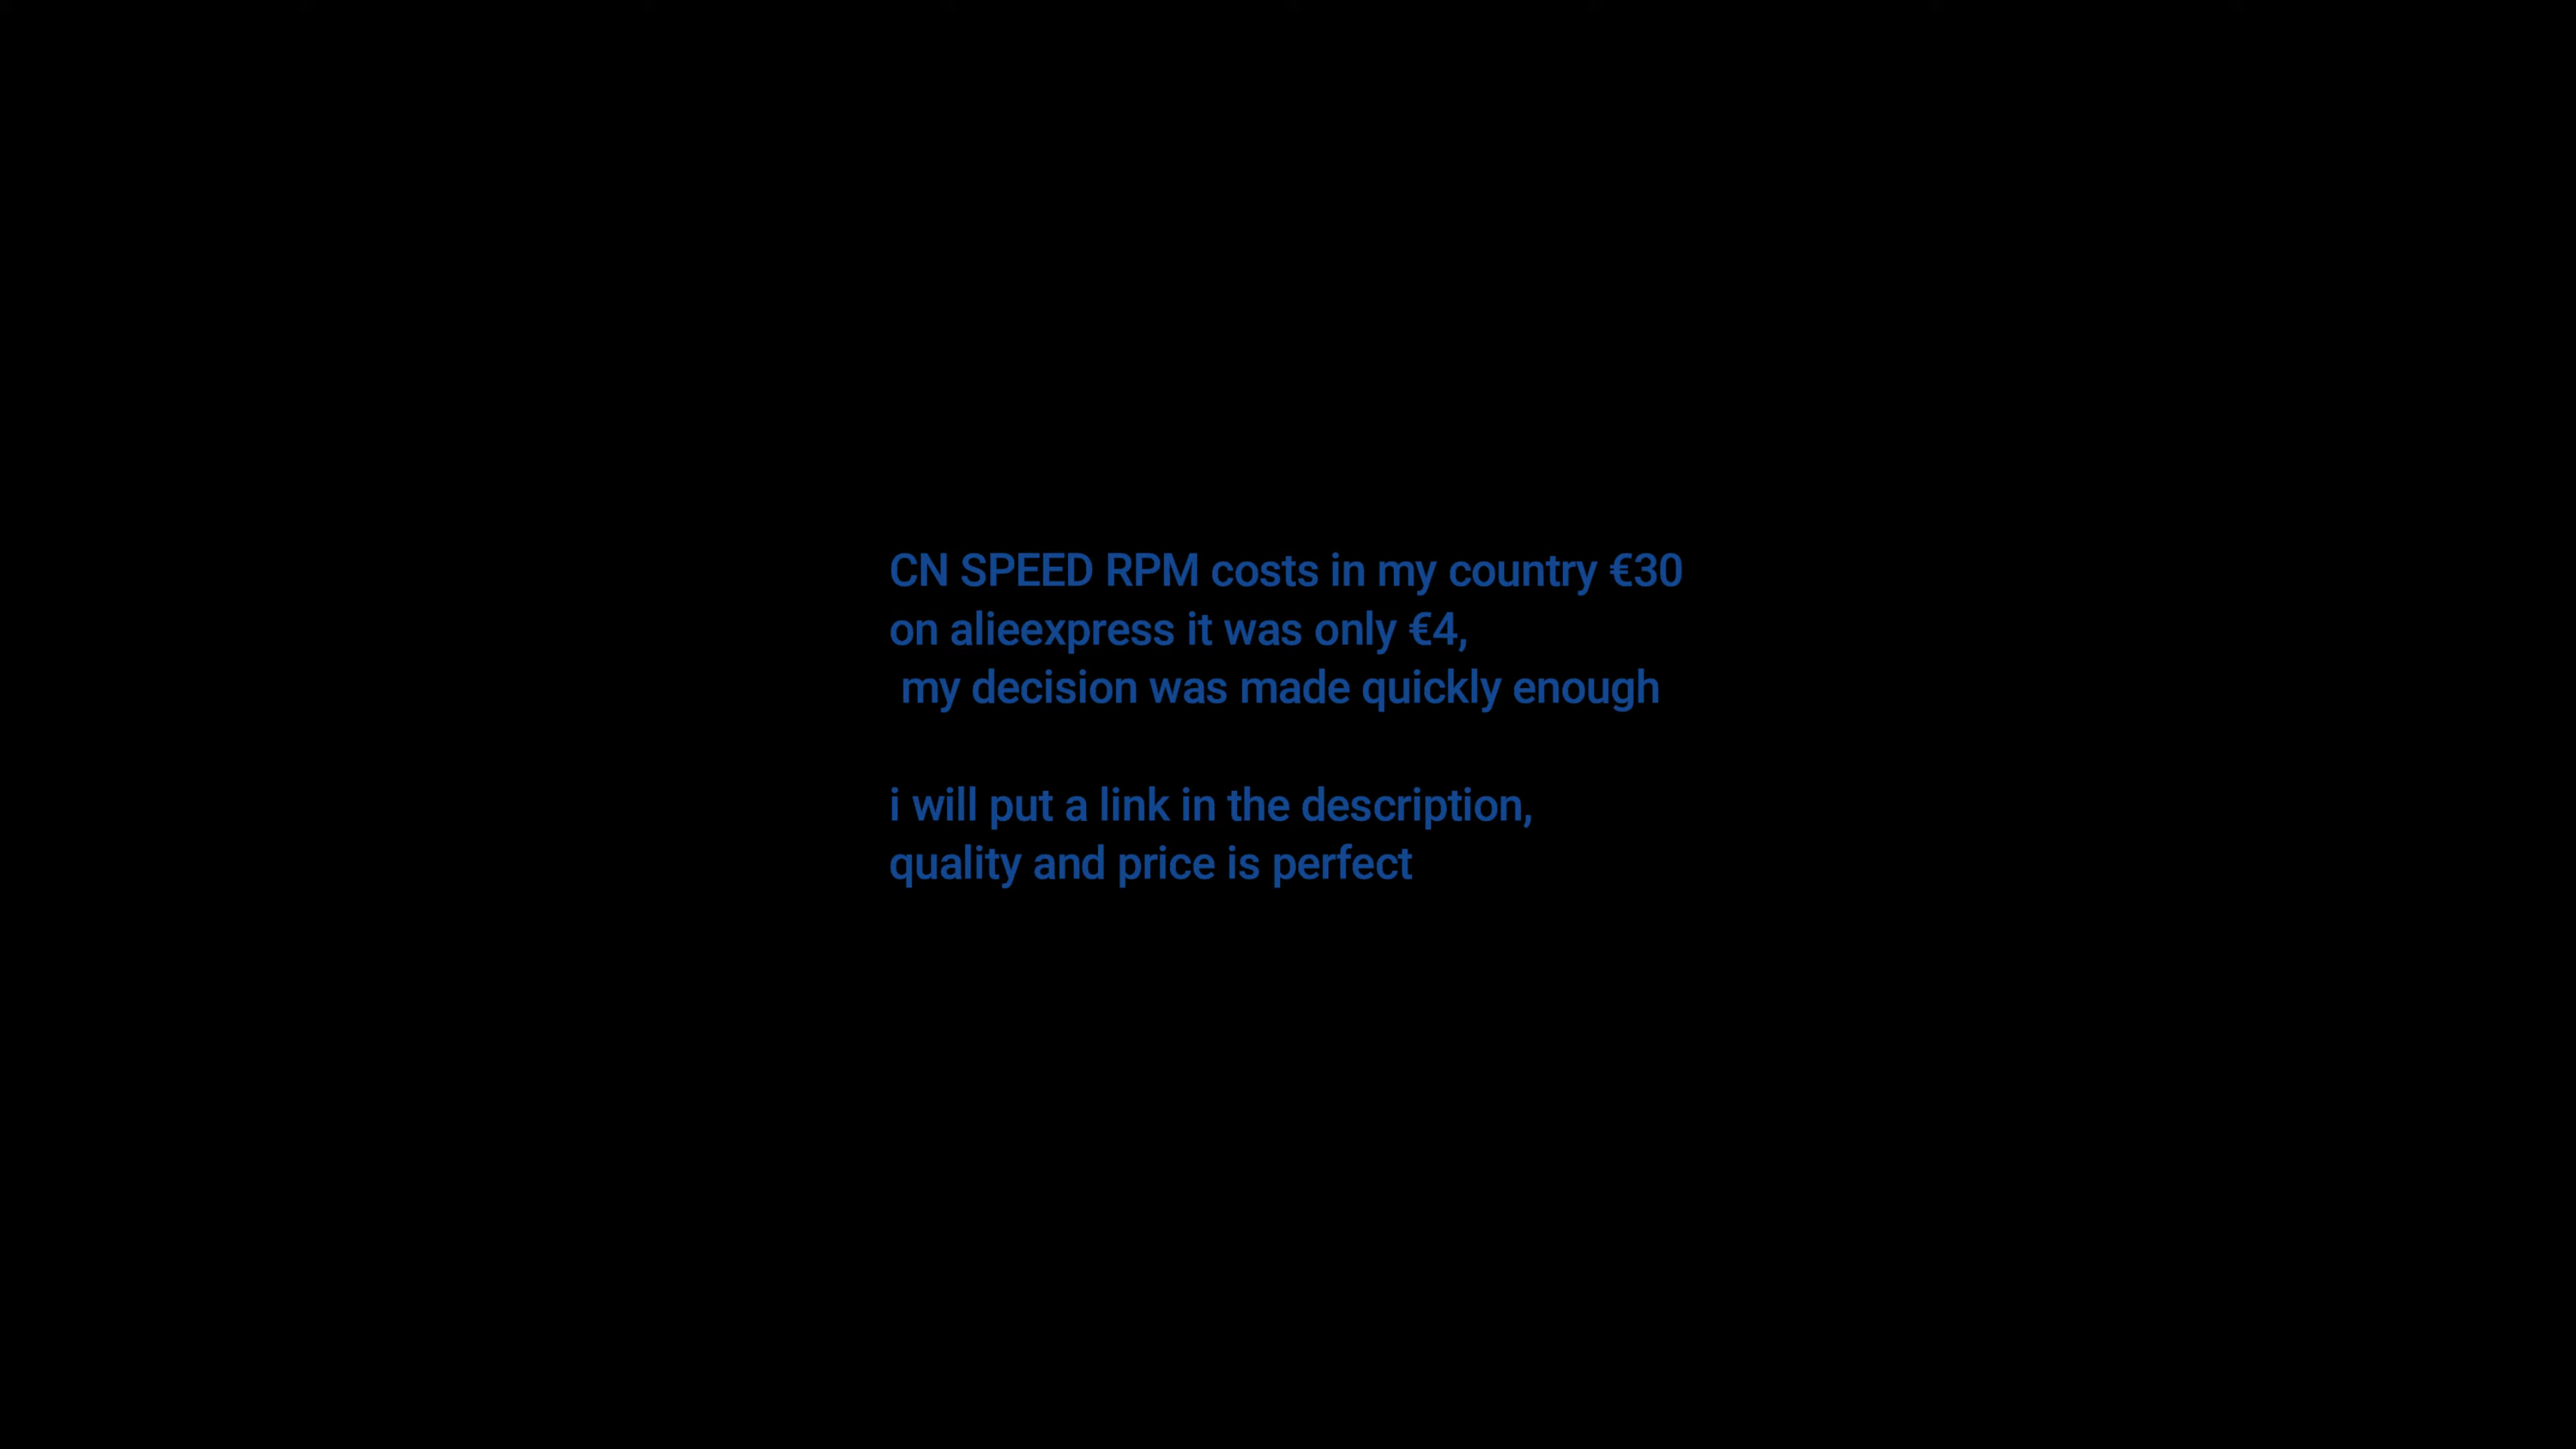 CN SPEED RPM costs in my country €30
on alieexpress it was only €4,
my decision was made quickly enough
i will put a link in the description,
quality and price is perfect